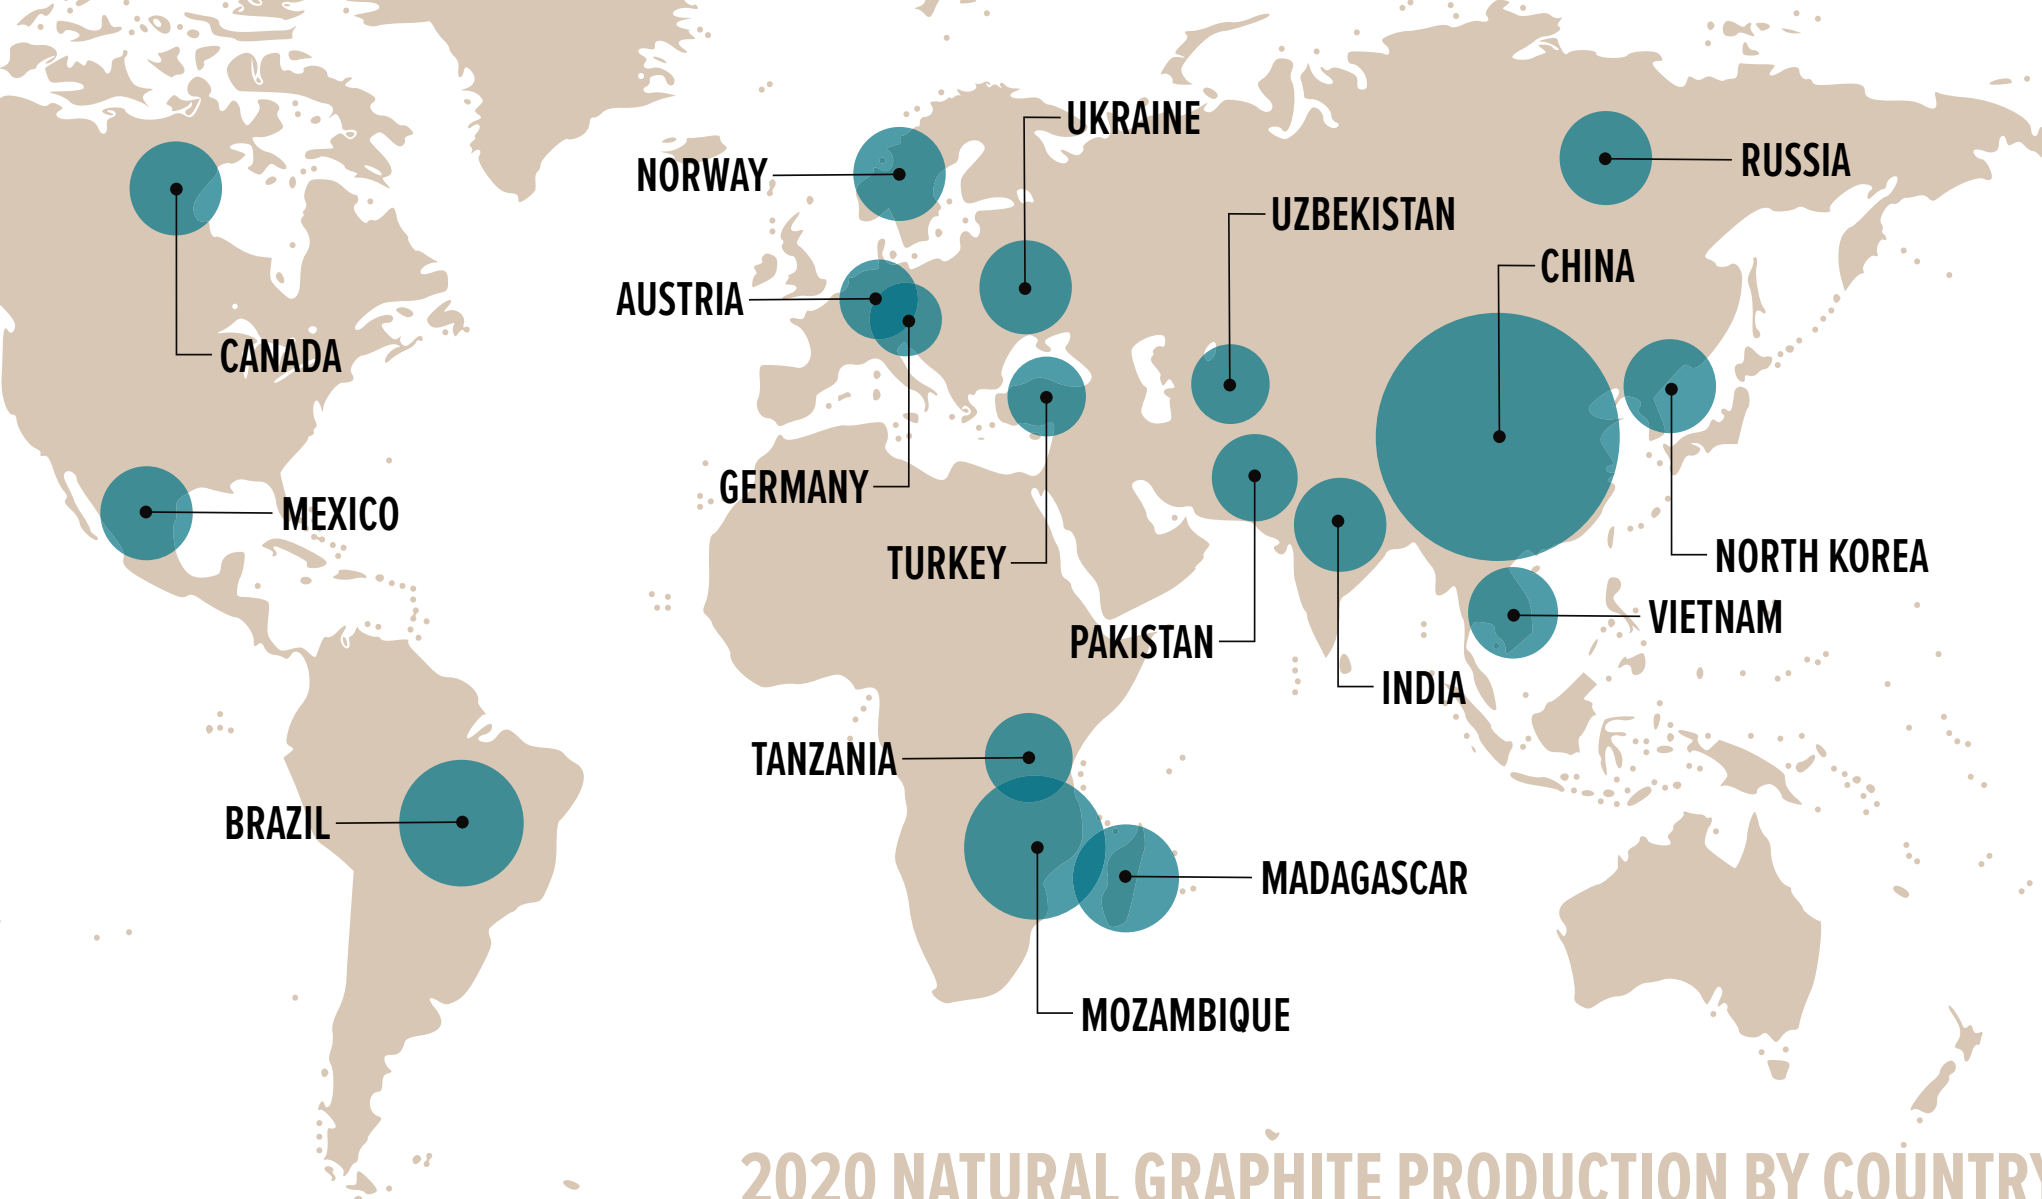 UKRAINE
NORWAY
RUSSIA
UZBEKISTAN
CHINA
AUSTRIA
CANADA
GERMANY
MEXICO
TURKEY
NORTH KOREA
VIETNAM
PAKISTAN
INDIA
TANZANIA
BRAZIL
MADAGASCAR
MOZAMBIQUE
2020 NATURAL GRAPHITE PRODUCTION BY COUNTRY